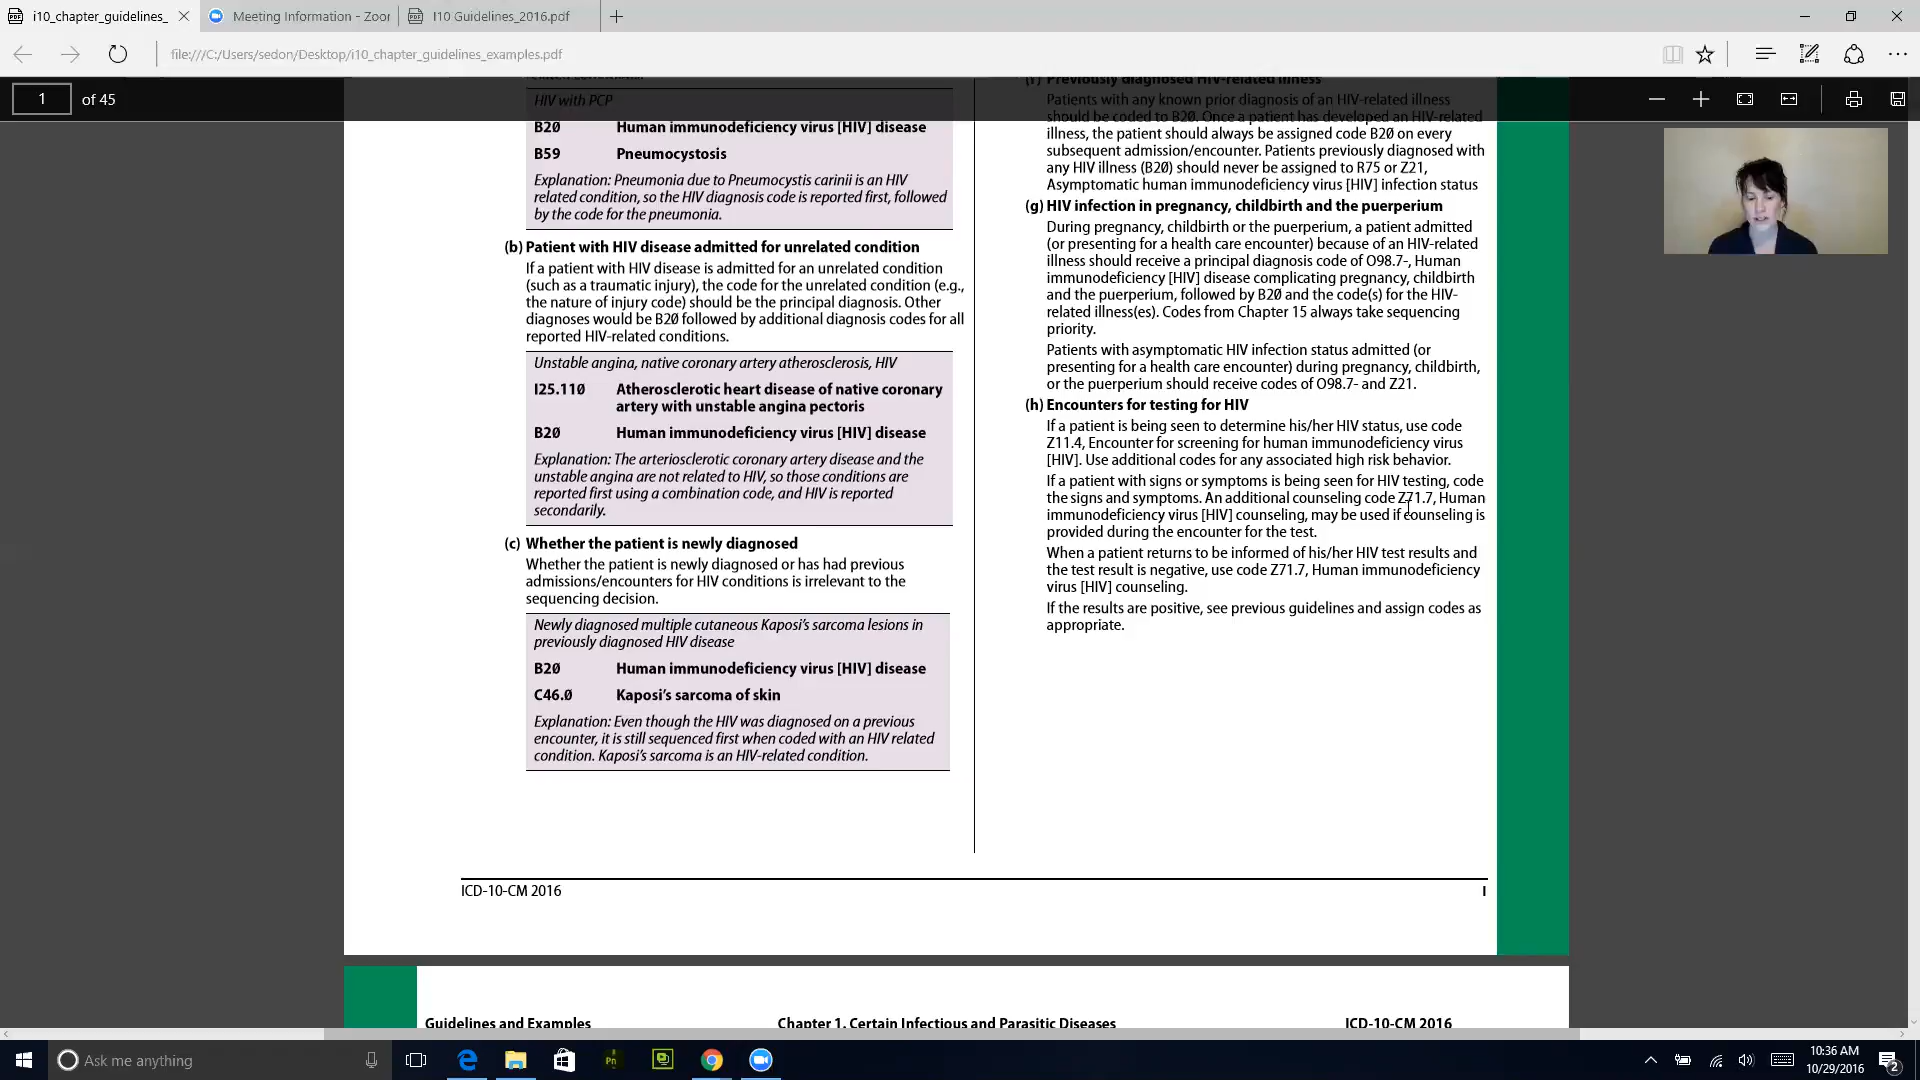 i10_chapter_guidelines_
Meeting Information - Zoor
I10 Guidelines_2016.pdf
file:///C:/Users/sedon/Desktop/i10_chapter_guidelines_examples.pdf
1 of 45
HIV with PCP
B20 Human immunodeficiency virus [HIV] disease
B59 Pneumocystosis
Explanation: Pneumonia due to Pneumocystis carinii is an HIV
related condition, so the HIV diagnosis code is reported first, followed
by the code for the pneumonia.
(b) Patient with HIV disease admitted for unrelated condition
If a patient with HIV disease is admitted for an unrelated condition
(such as a traumatic injury), the code for the unrelated condition (e.g.,
the nature of injury code) should be the principal diagnosis. Other
diagnoses would be B20 followed by additional diagnosis codes for all
reported HIV-related conditions.
Unstable angina, native coronary artery atherosclerosis, HIV
I25.110 Atherosclerotic heart disease of native coronary
artery with unstable angina pectoris
B20 Human immunodeficiency virus [HIV] disease
Explanation: The arteriosclerotic coronary artery disease and the
unstable angina are not related to HIV, so those conditions are
reported first using a combination code, and HIV is reported
secondarily.
(c) Whether the patient is newly diagnosed
Whether the patient is newly diagnosed or has had previous
admissions/encounters for HIV conditions is irrelevant to the
sequencing decision.
Newly diagnosed multiple cutaneous Kaposi's sarcoma lesions in
previously diagnosed HIV disease
B20 Human immunodeficiency virus [HIV] disease
C46.0 Kaposi's sarcoma of skin
Explanation: Even though the HIV was diagnosed on a previous
encounter, it is still sequenced first when coded with an HIV related
condition. Kaposi's sarcoma is an HIV-related condition.
(f) Previously diagnosed HIV-related illness
Patients with any known prior diagnosis of an HIV-related illness
should be coded to B20. Once a patient has developed an HIV-related
illness, the patient should always be assigned code B20 on every
subsequent admission/encounter. Patients previously diagnosed with
any HIV illness (B20) should never be assigned to R75 or Z21,
Asymptomatic human immunodeficiency virus [HIV] infection status
(g) HIV infection in pregnancy, childbirth and the puerperium
During pregnancy, childbirth or the puerperium, a patient admitted
(or presenting for a health care encounter) because of an HIV-related
illness should receive a principal diagnosis code of O98.7-, Human
immunodeficiency [HIV] disease complicating pregnancy, childbirth
and the puerperium, followed by B20 and the code(s) for the HIV-
related illness(es). Codes from Chapter 15 always take sequencing
priority.
Patients with asymptomatic HIV infection status admitted (or
presenting for a health care encounter) during pregnancy, childbirth,
or the puerperium should receive codes of O98.7- and Z21.
(h) Encounters for testing for HIV
If a patient is being seen to determine his/her HIV status, use code
Z11.4, Encounter for screening for human immunodeficiency virus
[HIV]. Use additional codes for any associated high risk behavior.
If a patient with signs or symptoms is being seen for HIV testing, code
the signs and symptoms. An additional counseling code Z71.7, Human
immunodeficiency virus [HIV] counseling, may be used if counseling is
provided during the encounter for the test.
When a patient returns to be informed of his/her HIV test results and
the test result is negative, use code Z71.7, Human immunodeficiency
virus [HIV] counseling.
If the results are positive, see previous guidelines and assign codes as
appropriate.
ICD-10-CM 2016 I
Guidelines and Examples Chapter 1. Certain Infectious and Parasitic Diseases ICD-10-CM 2016
Ask me anything
Pn
10:36 AM
10/29/2016
2